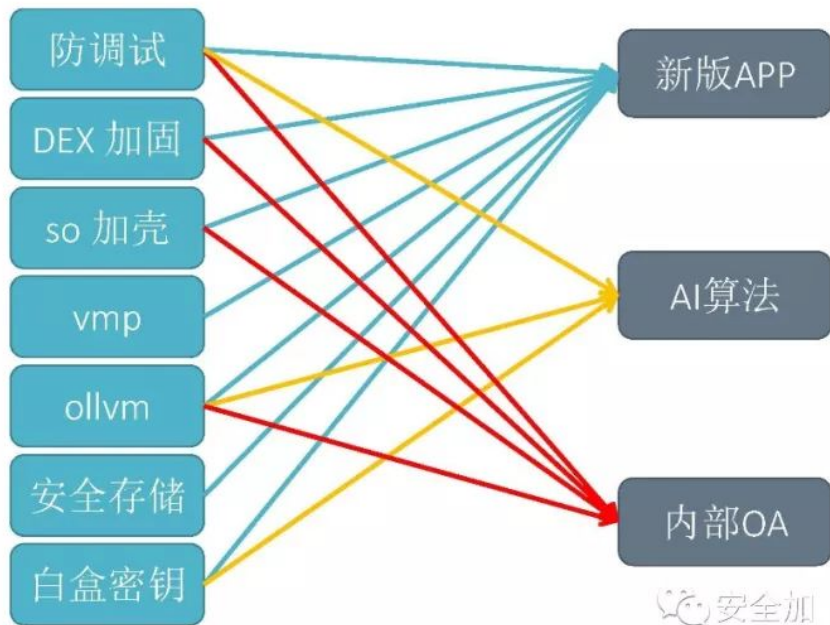 防调试
新版APP
DEX 加固
so 加壳
vmp
AI算法
ollvm
安全存储
内部OA
白盒密钥
安全加